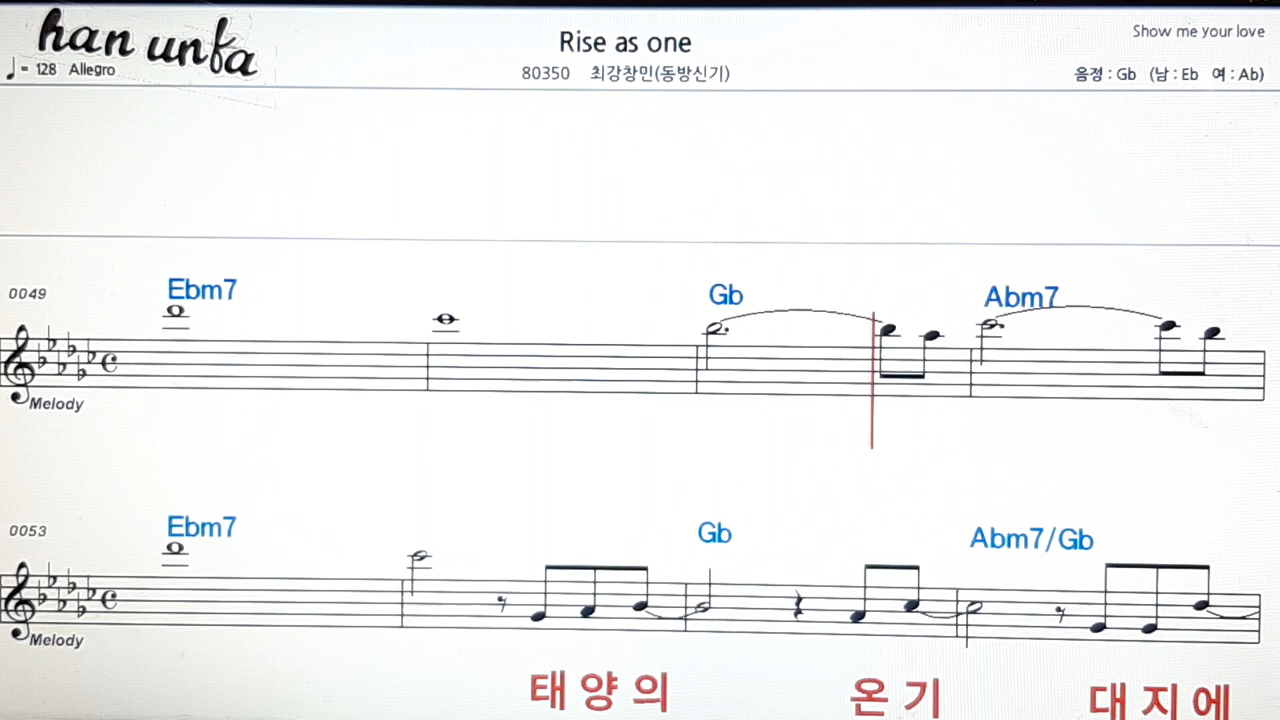 han unfa
Rise as one
Show me your love
♩= 128 Allegro
80350 최강창민(동방신기)
음정 : Gb (남 : Eb 여 : Ab)
0049
Ebm7 Gb Abm7
Melody
0053
Ebm7 Gb Abm7/Gb
Melody
태 양 의 온 기 대 지 에